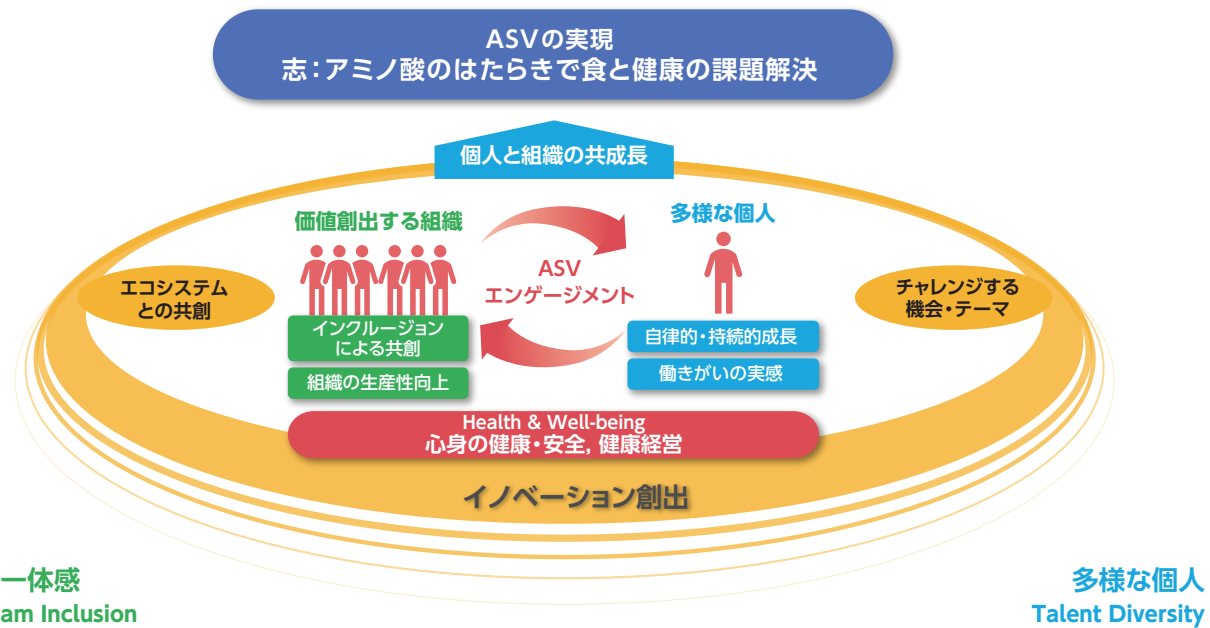 ASVの実現
志：アミノ酸のはたらきで食と健康の課題解決
個人と組織の共成長
価値創出する組織
多様な個人
ASV
エンゲージメント
エコシステム
との共創
チャレンジする
機会・テーマ
インクルージョン
による共創
組織の生産性向上
自律的・持続的成長
働きがいの実感
Health & Well-being
心身の健康・安全, 健康経営
イノベーション創出
一体感
am Inclusion
多様な個人
Talent Diversity